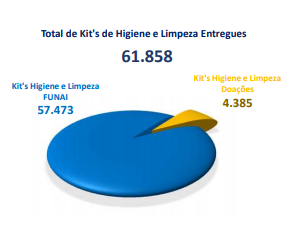 Total de Kit's de Higiene e Limpeza Entregues
61.858
Kit's Higiene e Limpeza
FUNAI
57.473
Kit's Higiene e Limpeza
Doações
4.385